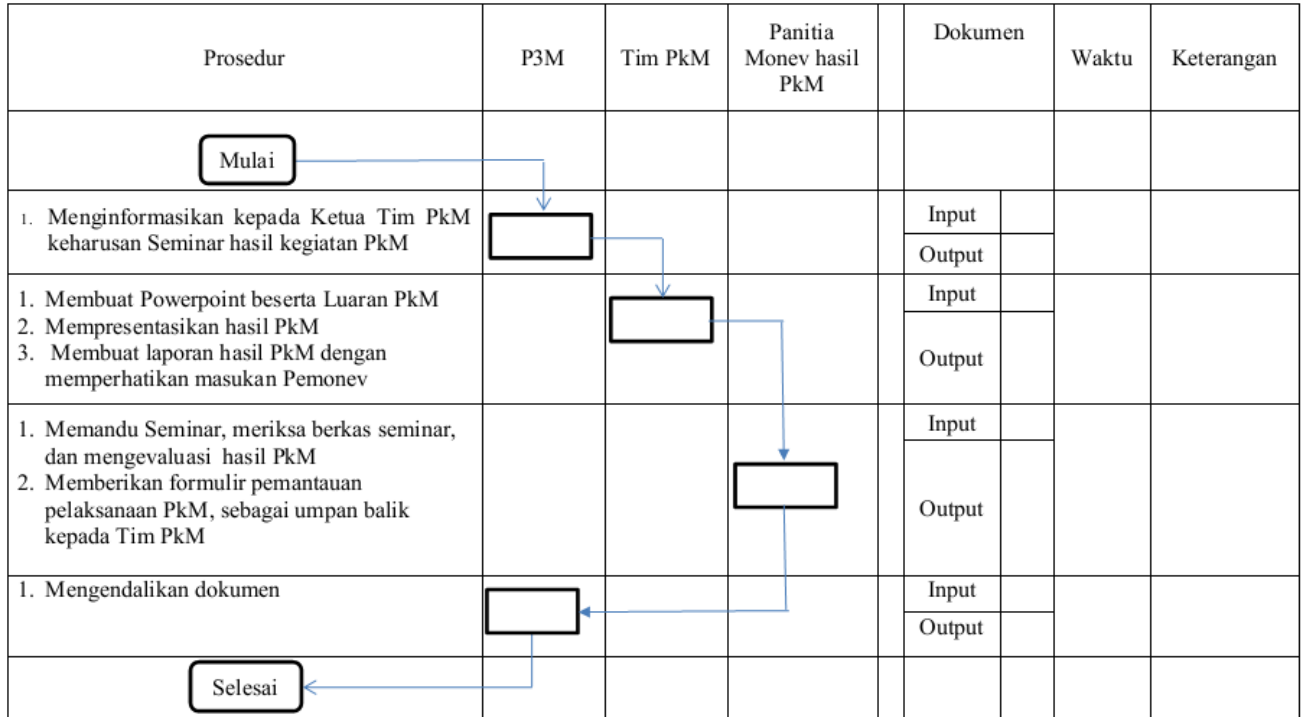 Prosedur
P3M
Tim PkM
Panitia
Monev hasil
PkM
Dokumen
Waktu
Keterangan
Mulai
1. Menginformasikan kepada Ketua Tim PkM
keharusan Seminar hasil kegiatan PkM
Input
Output
1. Membuat Powerpoint beserta Luaran PkM
2. Mempresentasikan hasil PkM
3. Membuat laporan hasil PkM dengan
memperhatikan masukan Pemonev
Input
Output
1. Memandu Seminar, meriksa berkas seminar,
dan mengevaluasi hasil PkM
2. Memberikan formulir pemantauan
pelaksanaan PkM, sebagai umpan balik
kepada Tim PkM
Input
Output
1. Mengendalikan dokumen
Input
Output
Selesai